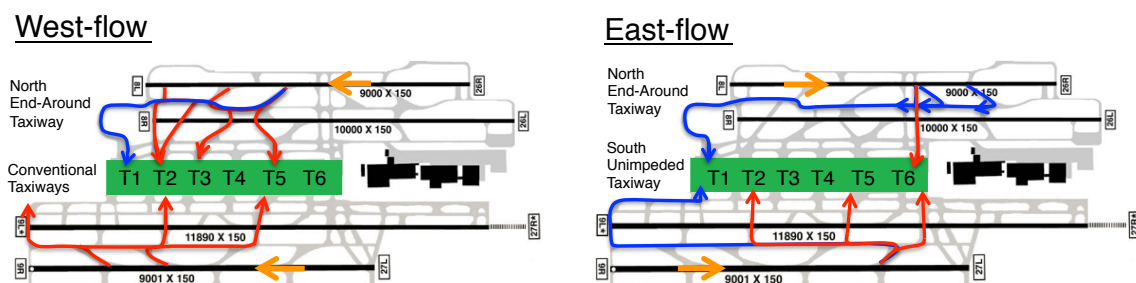 West-flow
North
End-Around
Taxiway
8L
9000 X 150
26R
8R
10000 X 150
26L
T1 T2 T3 T4 T5 T6
Conventional
Taxiways
9L*
11890 X 150
27R*
9R
9001 X 150
27L
East-flow
North
End-Around
Taxiway
8L
9000 X 150
26R
8R
10000 X 150
26L
South
Unimpeded
Taxiway
T1 T2 T3 T4 T5 T6
9L*
11890 X 150
27R*
9R
9001 X 150
27L